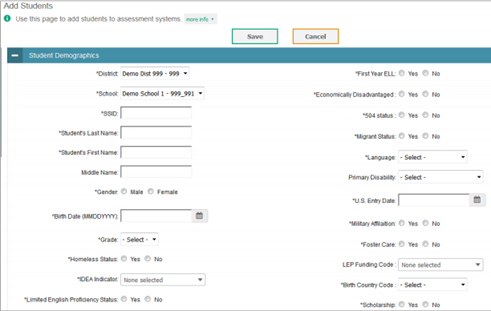 Add Students
Use this page to add students to assessment systems. more info
Save Cancel
Student Demographics
*District: Demo Dist 999 - 999
*School: Demo School 1 - 999_991
*SSID:
*Student's Last Name:
*Student's First Name:
Middle Name:
*Gender: Male Female
*Birth Date (MMDDYYYY):
*Grade: - Select -
*Homeless Status: Yes No
*IDEA Indicator: None selected
*Limited English Proficiency Status: Yes No
*First Year ELL: Yes No
*Economically Disadvantaged : Yes No
*504 status : Yes No
*Migrant Status: Yes No
*Language: - Select -
Primary Disability: - Select -
*U.S. Entry Date:
*Military Affiliation: Yes No
*Foster Care: Yes No
LEP Funding Code : None selected
*Birth Country Code : - Select -
*Scholarship: Yes No